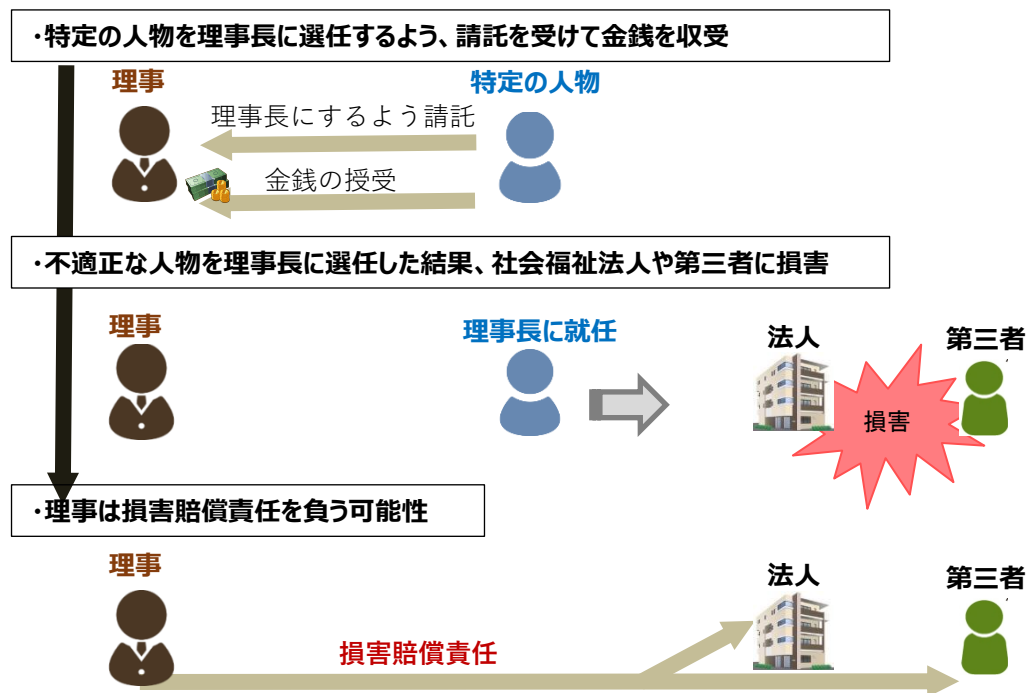 ・特定の人物を理事長に選任するよう、請託を受けて金銭を収受
理事
特定の人物
理事長にするよう請託
金銭の授受
・不適正な人物を理事長に選任した結果、社会福祉法人や第三者に損害
理事
理事長に就任
法人
第三者
損害
・理事は損害賠償責任を負う可能性
理事
法人
第三者
損害賠償責任